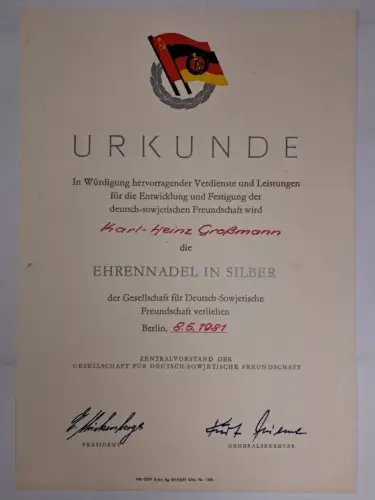 URKUNDE
In Würdigung hervorragender Verdienste und Leistungen
für die Entwicklung und Festigung der
deutsch-sowjetischen Freundschaft wird
Karl-Heinz Großmann
die
EHRENNADEL IN SILBER
der Gesellschaft für Deutsch-Sowjetische
Freundschaft verliehen
Berlin, 8.5.1981
ZENTRALVORSTAND DER
GESELLSCHAFT FÜR DEUTSCH-SOWJETISCHE FREUNDSCHAFT
PRÄSIDENT
GENERALSEKRETÄR